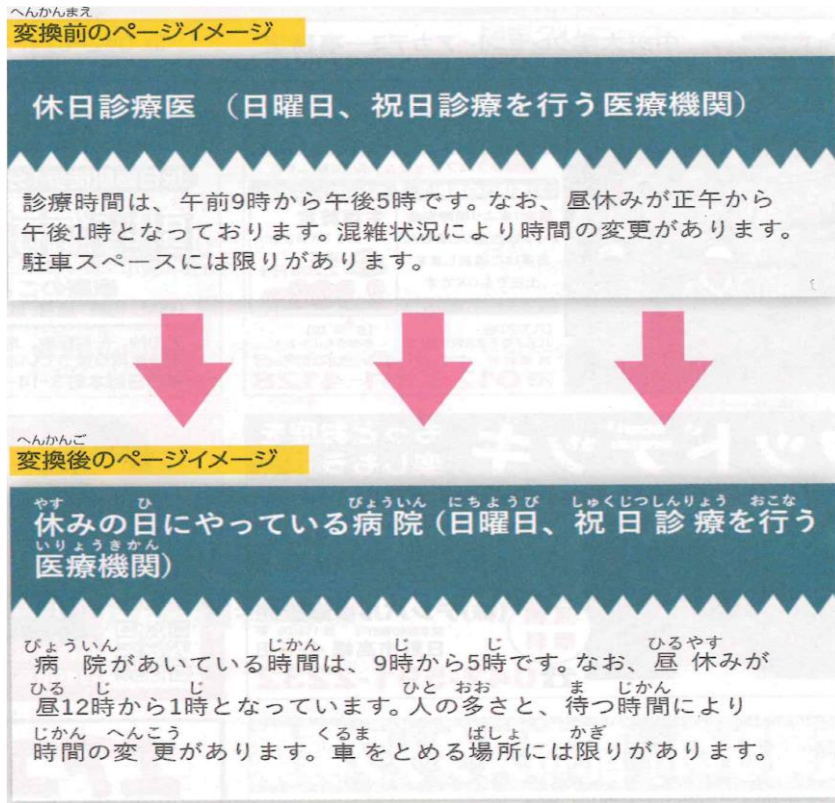 へんかんまえ
変換前のページイメージ
休日診療医 （日曜日、祝日診療を行う医療機関）
診療時間は、午前9時から午後5時です。なお、昼休みが正午から
午後1時となっております。混雑状況により時間の変更があります。
駐車スペースには限りがあります。
へんかんご
変換後のページイメージ
やす ひ びょういん にちようび しゅくじつしんりょう おこな
休みの日にやっている病院（日曜日、祝日診療を行う
いりょうきかん
医療機関）
びょういん じかん じ じ ひるやす
病院があいている時間は、9時から5時です。なお、昼休みが
ひる じ じ ひと おお ま じかん
昼12時から1時となっています。人の多さと、待つ時間により
じかん へんこう くるま ばしょ かぎ
時間の変更があります。車をとめる場所には限りがあります。